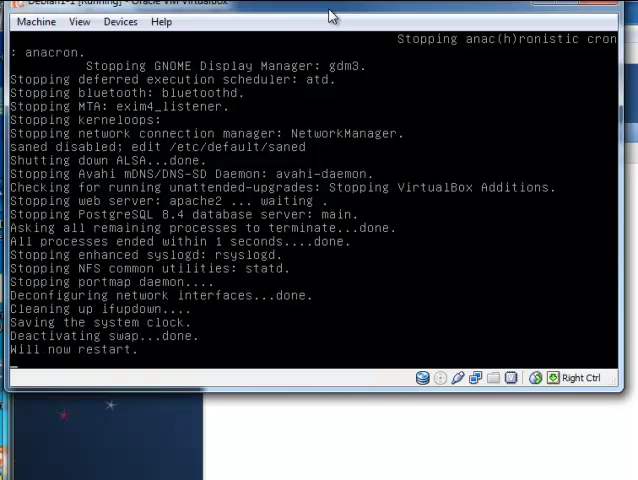 Debian1-1 [Running] - Oracle VM VirtualBox
Machine View Devices Help
Stopping anac(h)ronistic cron
: anacron.
Stopping GNOME Display Manager: gdm3.
Stopping deferred execution scheduler: atd.
Stopping bluetooth: bluetoothd.
Stopping MTA: exim4_listener.
Stopping kerneloops:
Stopping network connection manager: NetworkManager.
saned disabled; edit /etc/default/saned
Shutting down ALSA...done.
Stopping Avahi mDNS/DNS-SD Daemon: avahi-daemon.
Checking for running unattended-upgrades: Stopping VirtualBox Additions.
Stopping web server: apache2 ... waiting .
Stopping PostgreSQL 8.4 database server: main.
Asking all remaining processes to terminate...done.
All processes ended within 1 seconds....done.
Stopping enhanced syslogd: rsyslogd.
Stopping NFS common utilities: statd.
Stopping portmap daemon....
Deconfiguring network interfaces...done.
Cleaning up ifupdown....
Saving the system clock.
Deactivating swap...done.
Will now restart.
Right Ctrl